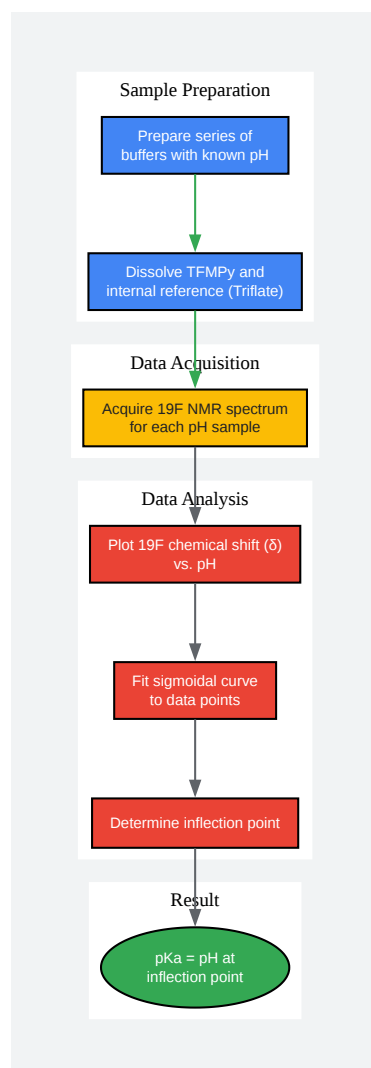 Sample Preparation
Prepare series of
buffers with known pH
Dissolve TFMPy and
internal reference (Triflate)
Data Acquisition
Acquire 19F NMR spectrum
for each pH sample
Data Analysis
Plot 19F chemical shift (δ)
vs. pH
Fit sigmoidal curve
to data points
Determine inflection point
Result
pKa = pH at
inflection point